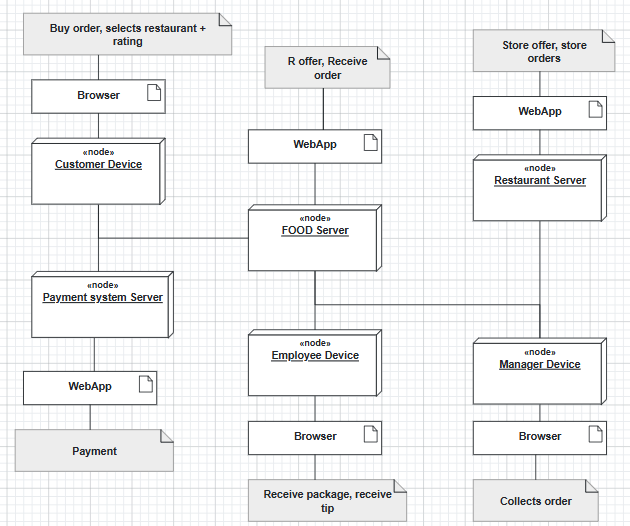 Buy order, selects restaurant +
rating
Browser
«node»
Customer Device
R offer, Receive
order
WebApp
«node»
FOOD Server
Store offer, store
orders
WebApp
«node»
Restaurant Server
«node»
Payment system Server
WebApp
Payment
«node»
Employee Device
Browser
Receive package, receive
tip
«node»
Manager Device
Browser
Collects order